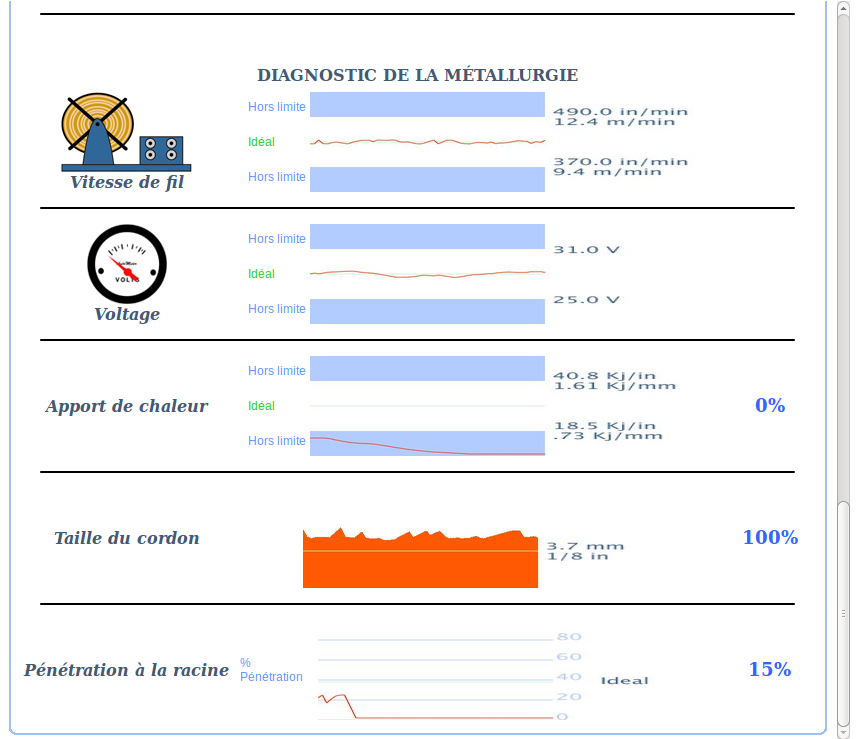 DIAGNOSTIC DE LA MÉTALLURGIE
Hors limite
490.0 in/min
12.4 m/min
Idéal
370.0 in/min
9.4 m/min
Hors limite
Vitesse de fil
Hors limite
31.0 V
Idéal
VOLTS
25.0 V
Hors limite
Voltage
Hors limite
40.8 Kj/in
1.61 Kj/mm
Apport de chaleur
Idéal
0%
18.5 Kj/in
.73 Kj/mm
Hors limite
Taille du cordon
3.7 mm
1/8 in
100%
80
60
Pénétration à la racine
%
Pénétration
40
Ideal
15%
20
0